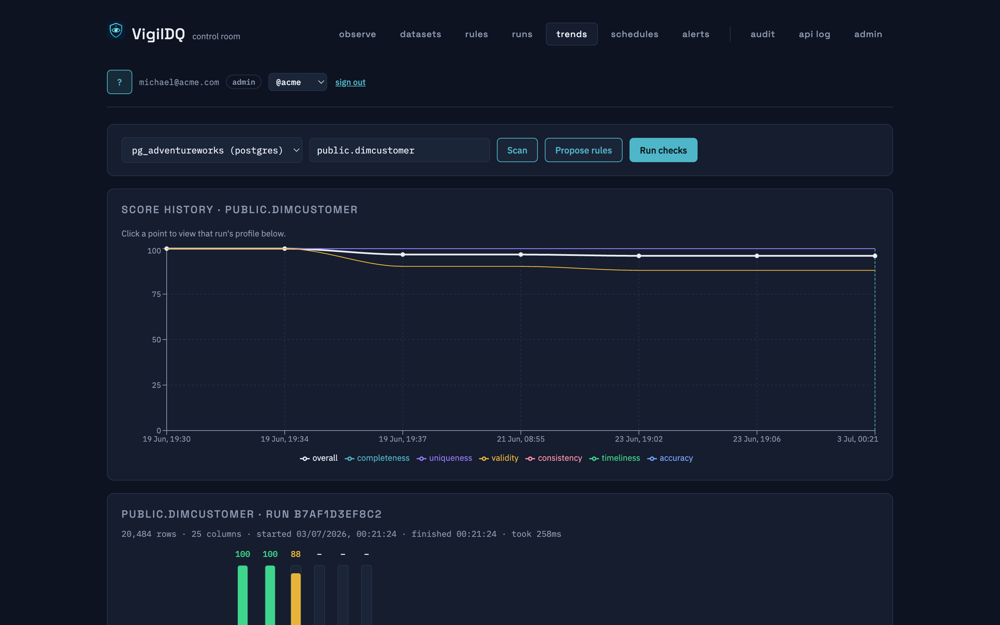 VigilDQ control room
observe datasets rules runs trends schedules alerts audit api log admin
? michael@acme.com admin @acme sign out
pg_adventureworks (postgres) public.dimcustomer Scan Propose rules Run checks
SCORE HISTORY · PUBLIC.DIMCUSTOMER
Click a point to view that run's profile below.
100
75
50
25
0
19 Jun, 19:30 19 Jun, 19:34 19 Jun, 19:37 21 Jun, 08:55 23 Jun, 19:02 23 Jun, 19:06 3 Jul, 00:21
overall completeness uniqueness validity consistency timeliness accuracy
PUBLIC.DIMCUSTOMER · RUN B7AF1D3EF8C2
20,484 rows · 25 columns · started 03/07/2026, 00:21:24 · finished 00:21:24 · took 258ms
100 100 88 – – –